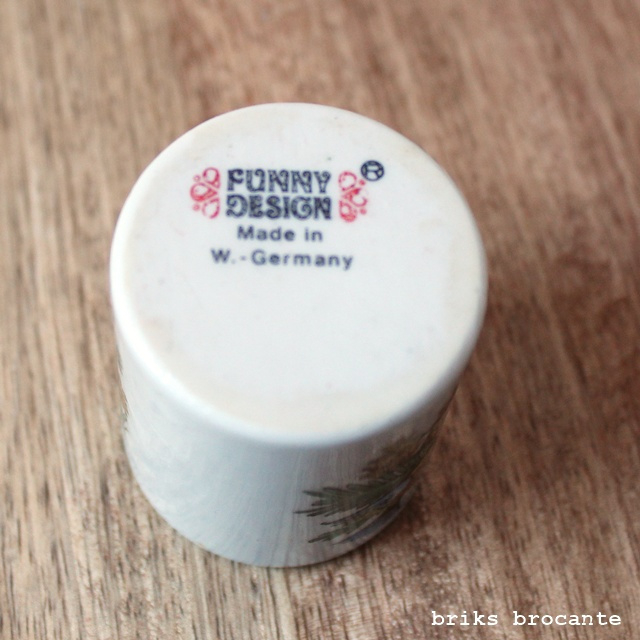 FUNNY ®
DESIGN
Made in
W.-Germany
briks brocante